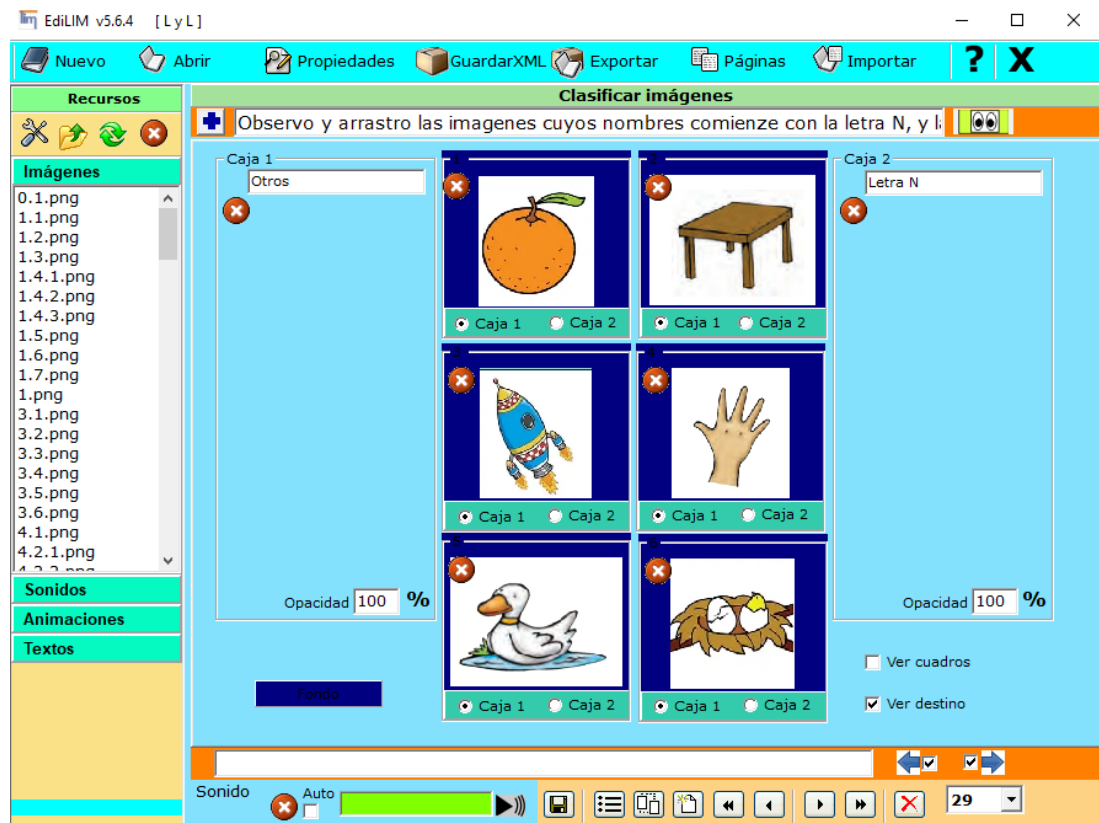 EdiLIM v5.6.4 [ L y L ]
Nuevo Abrir Propiedades GuardarXML Exportar Páginas Importar ? X
Recursos
Imágenes
0.1.png
1.1.png
1.2.png
1.3.png
1.4.1.png
1.4.2.png
1.4.3.png
1.5.png
1.6.png
1.7.png
1.png
3.1.png
3.2.png
3.3.png
3.4.png
3.5.png
3.6.png
4.1.png
4.2.1.png
Sonidos
Animaciones
Textos
Clasificar imágenes
Observo y arrastro las imagenes cuyos nombres comienze con la letra N, y
Caja 1
Otros
Opacidad 100 %
Fondo
1
Caja 1 Caja 2
2
Caja 1 Caja 2
3
Caja 1 Caja 2
4
Caja 1 Caja 2
5
Caja 1 Caja 2
6
Caja 1 Caja 2
Caja 2
Letra N
Opacidad 100 %
Ver cuadros
Ver destino
Sonido
Auto
29